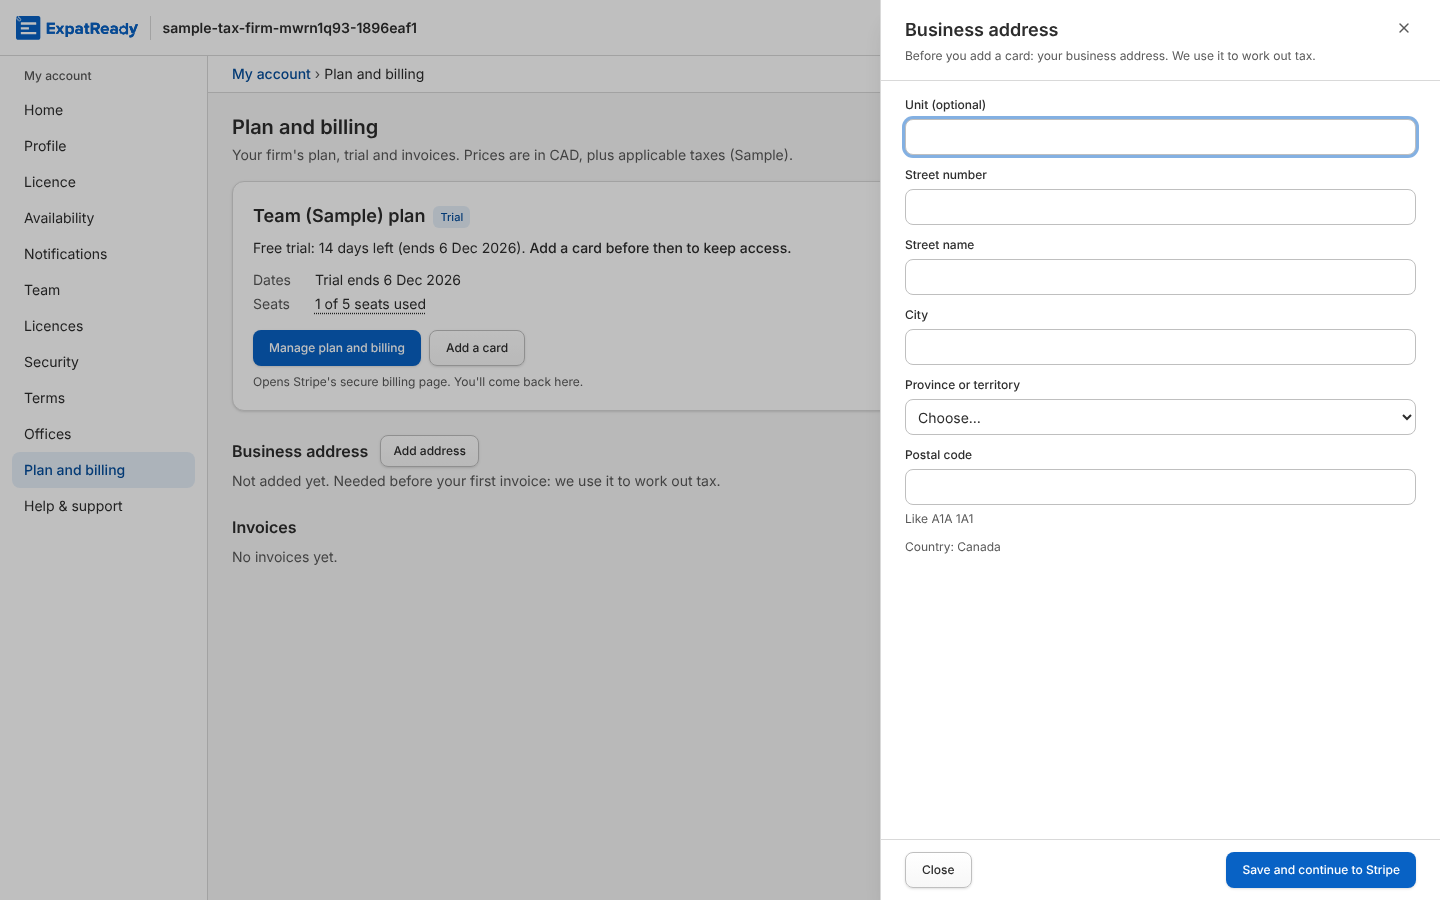 ExpatReady
sample-tax-firm-mwrn1q93-1896eaf1
My account
Home
Profile
Licence
Availability
Notifications
Team
Licences
Security
Terms
Offices
Plan and billing
Help & support
My account › Plan and billing
Plan and billing
Your firm's plan, trial and invoices. Prices are in CAD, plus applicable taxes (Sample).
Team (Sample) plan Trial
Free trial: 14 days left (ends 6 Dec 2026). Add a card before then to keep access.
Dates Trial ends 6 Dec 2026
Seats 1 of 5 seats used
Manage plan and billing Add a card
Opens Stripe's secure billing page. You'll come back here.
Business address Add address
Not added yet. Needed before your first invoice: we use it to work out tax.
Invoices
No invoices yet.
Business address
Before you add a card: your business address. We use it to work out tax.
Unit (optional)
Street number
Street name
City
Province or territory
Choose...
Postal code
Like A1A 1A1
Country: Canada
Close Save and continue to Stripe